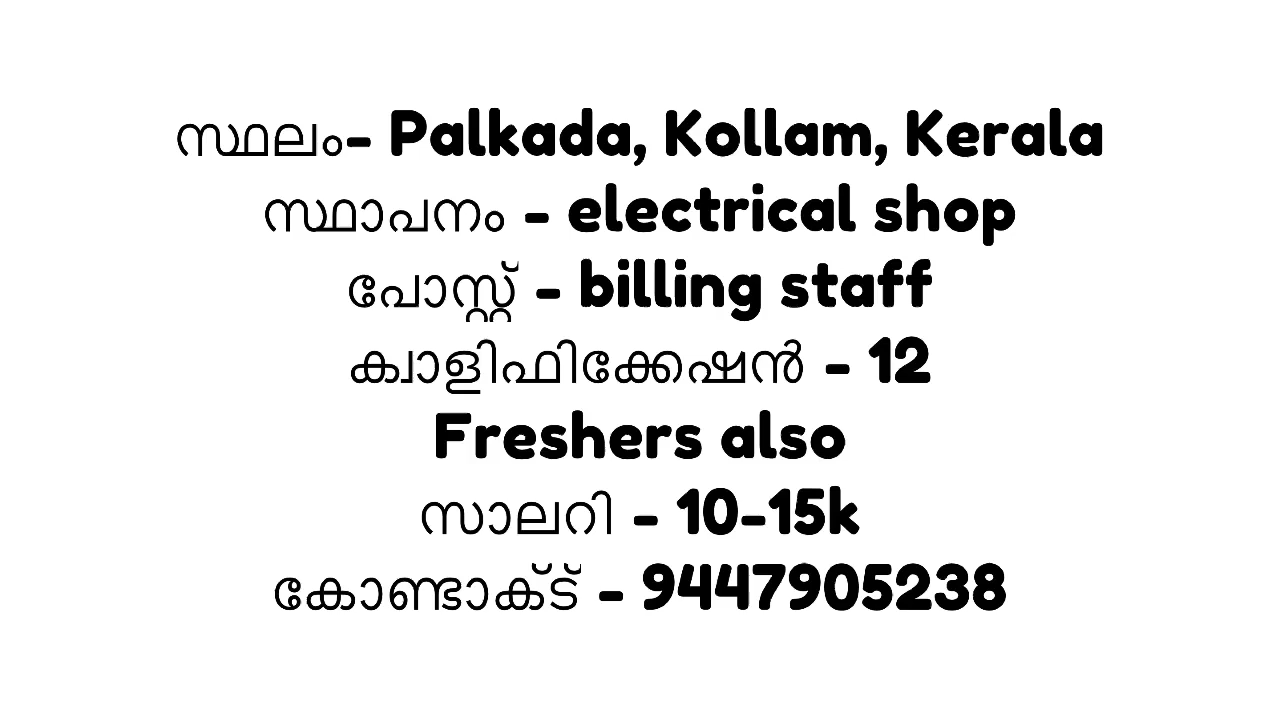 സ്ഥലം- Palkada, Kollam, Kerala
സ്ഥാപനം - electrical shop
പോസ്റ്റ് - billing staff
ക്വാളിഫിക്കേഷൻ - 12
Freshers also
സാലറി - 10-15k
കോണ്ടാക്ട് - 9447905238